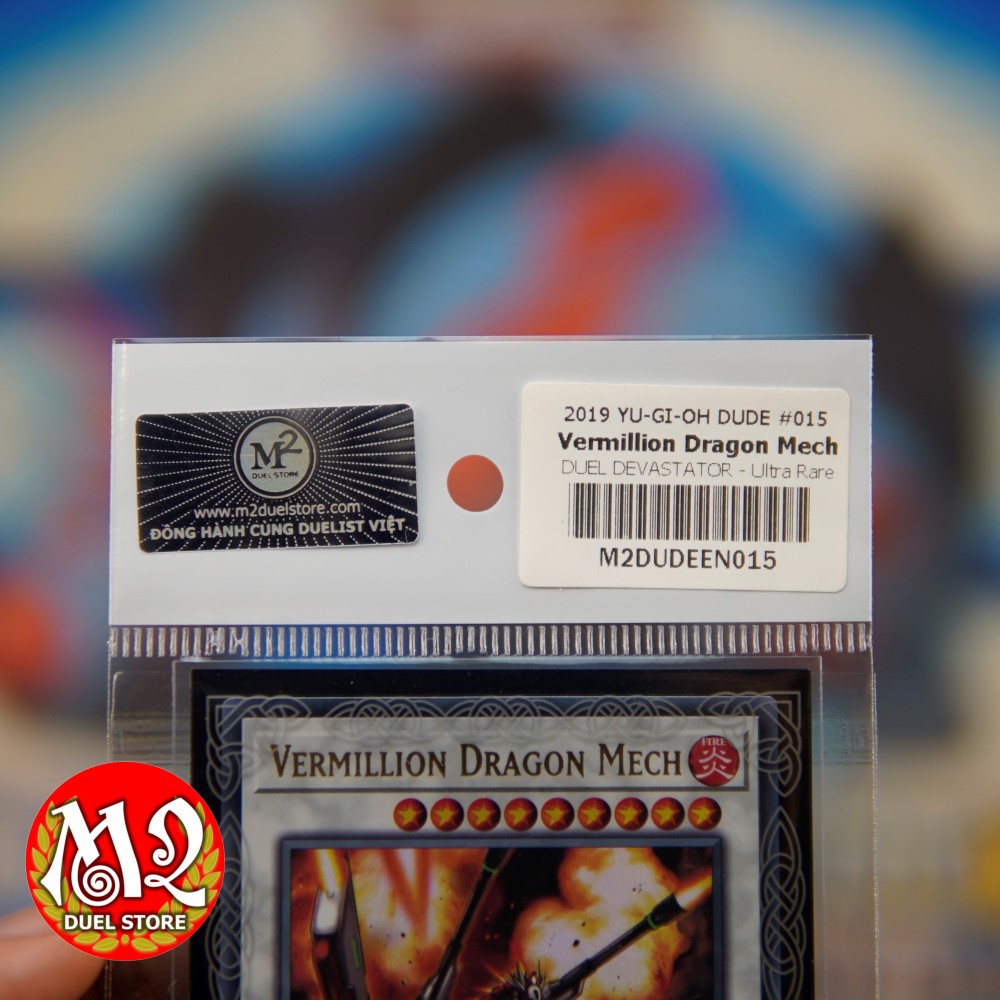 M2
DUEL STORE
www.m2duelstore.com
ĐỒNG HÀNH CÙNG DUELIST VIỆT
2019 YU-GI-OH DUDE #015
Vermillion Dragon Mech
DUEL DEVASTATOR - Ultra Rare
M2DUDEEN015
VERMILLION DRAGON MECH
FIRE
炎
M2
DUEL STORE